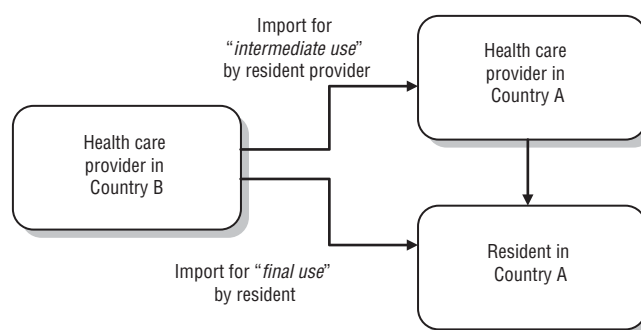 Import for
“intermediate use”
by resident provider
Health care
provider in
Country A
Health care
provider in
Country B
Import for “final use”
by resident
Resident in
Country A